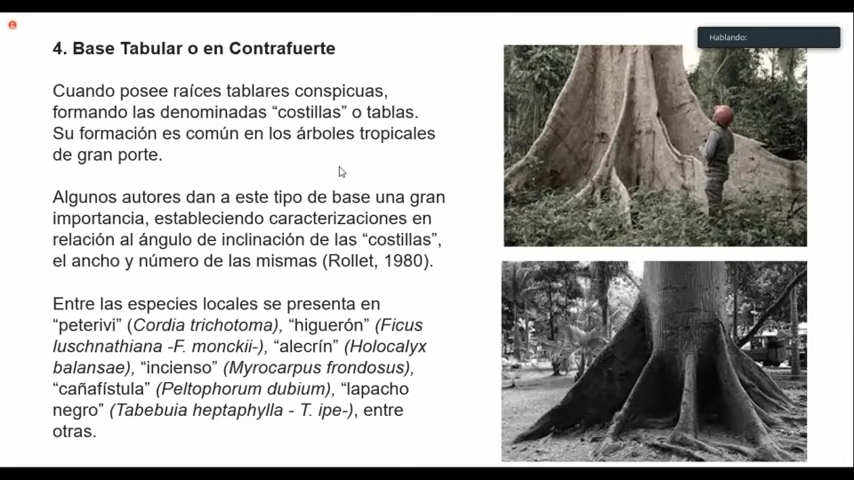 4. Base Tabular o en Contrafuerte
Cuando posee raíces tablares conspicuas,
formando las denominadas “costillas” o tablas.
Su formación es común en los árboles tropicales
de gran porte.
Algunos autores dan a este tipo de base una gran
importancia, estableciendo caracterizaciones en
relación al ángulo de inclinación de las “costillas”,
el ancho y número de las mismas (Rollet, 1980).
Entre las especies locales se presenta en
“peterivi” (Cordia trichotoma), “higuerón” (Ficus
luschnathiana -F. monckii-), “alecrín” (Holocalyx
balansae), “incienso” (Myrocarpus frondosus),
“cañafístula” (Peltophorum dubium), “lapacho
negro” (Tabebuia heptaphylla - T. ipe-), entre
otras.
Hablando: